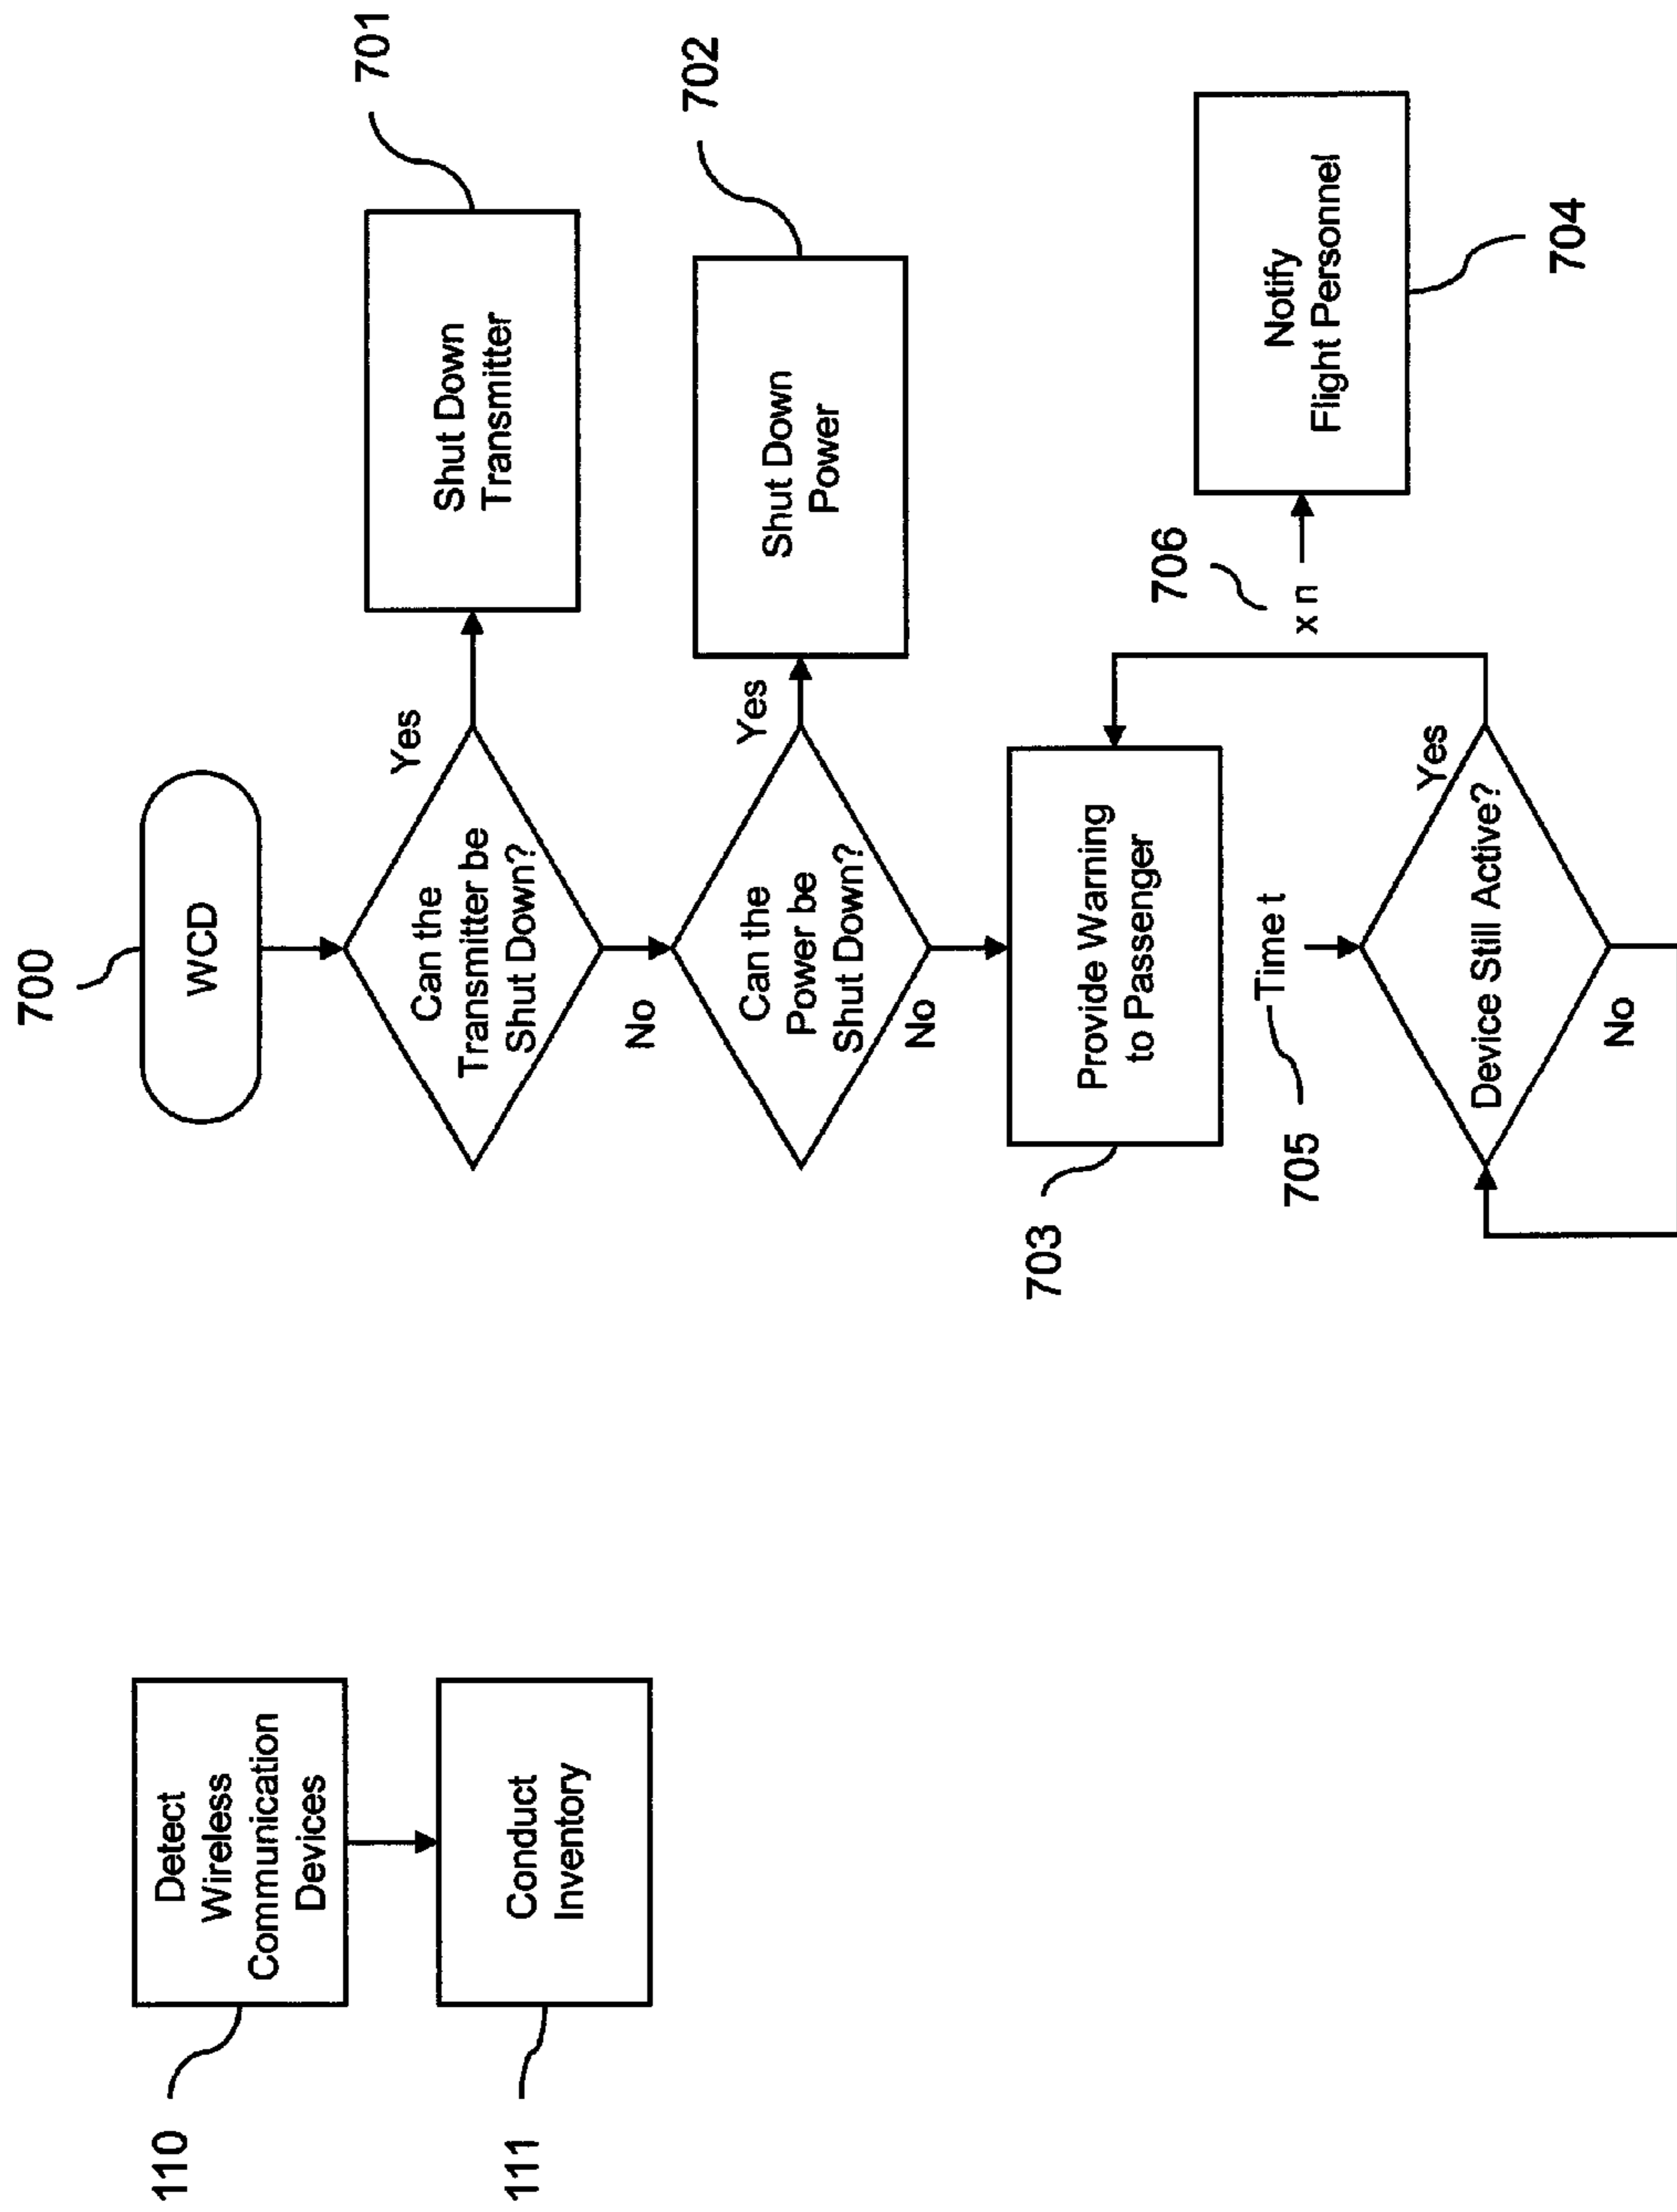 110
Detect
Wireless
Communication
Devices
111
Conduct
Inventory
700
WCD
Can the
Transmitter be
Shut Down?
Yes
Shut Down
Transmitter
701
No
Can the
Power be
Shut Down?
Yes
Shut Down
Power
702
No
703
Provide Warning
to Passenger
705
Time t
Device Still Active?
Yes
No
706
x n
Notify
Flight Personnel
704